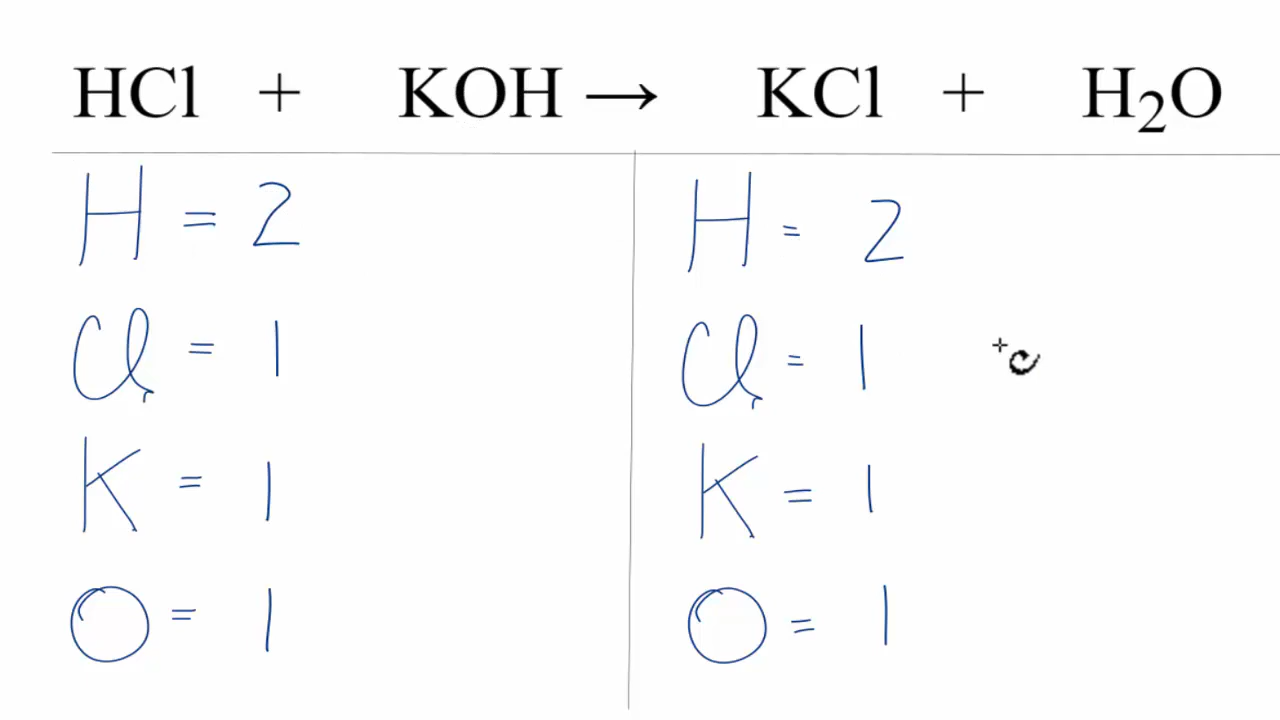 HCl + KOH → KCl + H₂O
H = 2
Cl = 1
K = 1
O = 1
H = 2
Cl = 1
K = 1
O = 1